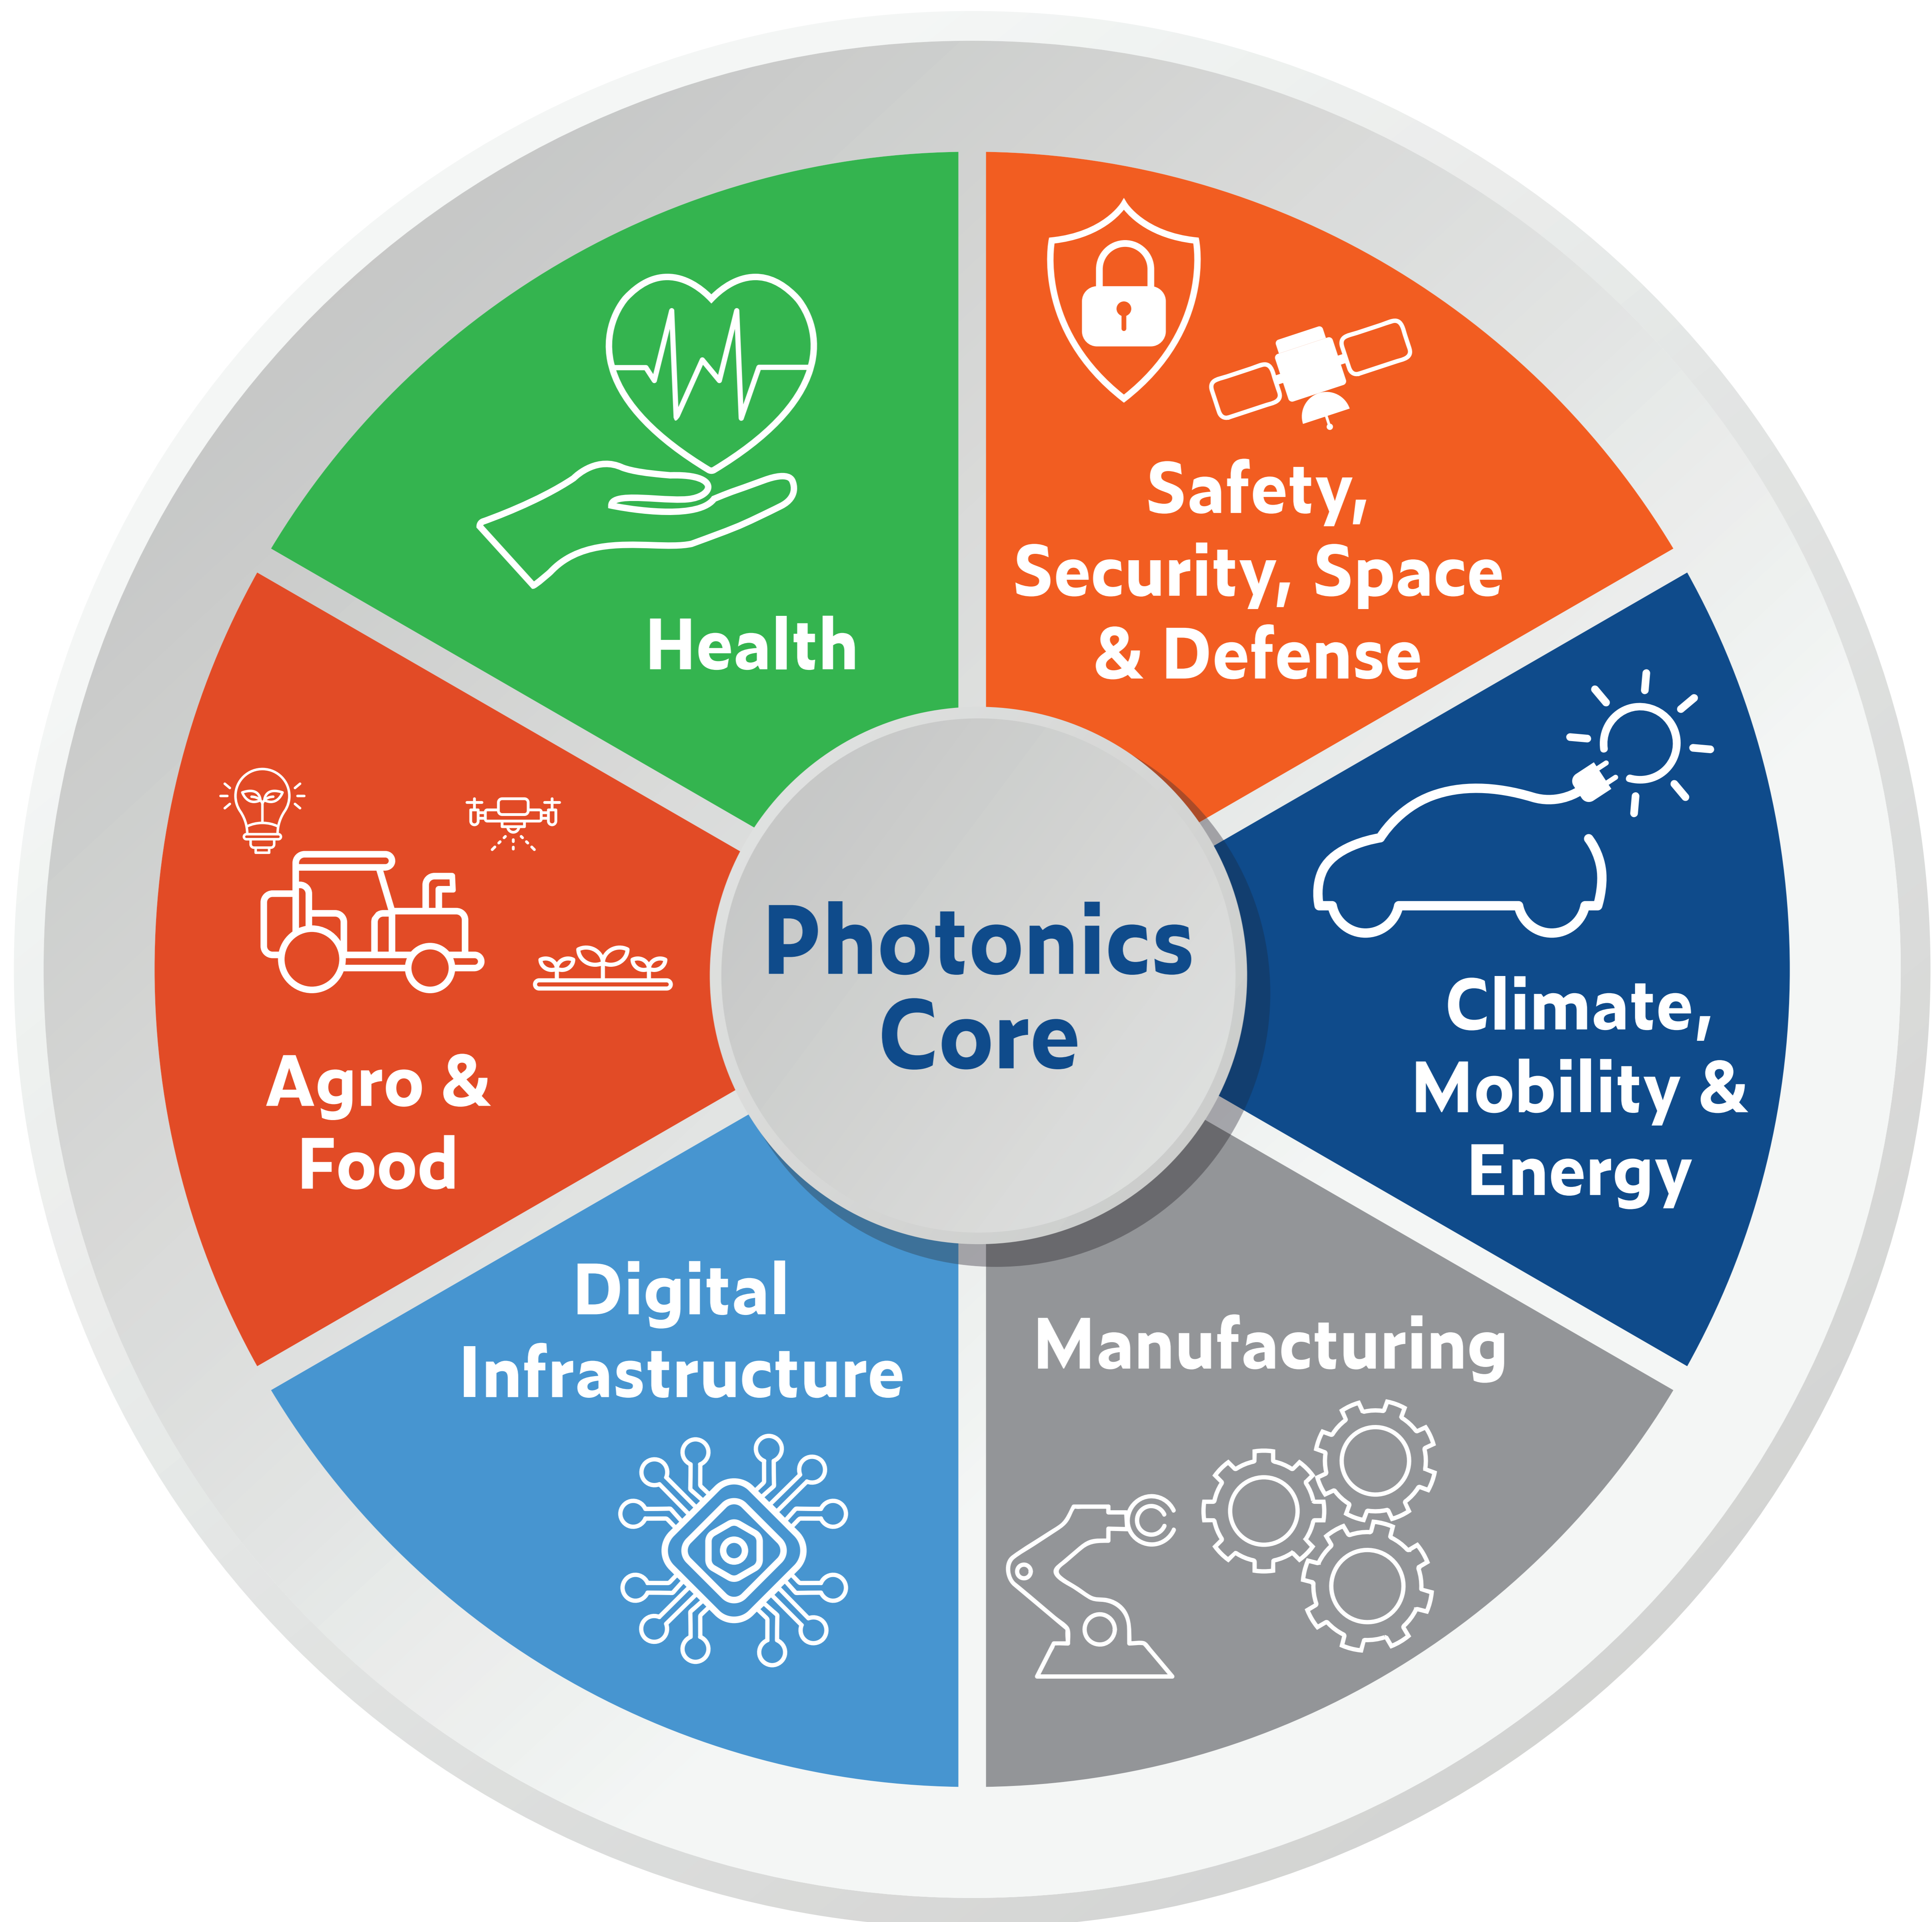 Health
Safety,
Security, Space
& Defense
Climate,
Mobility &
Energy
Manufacturing
Digital
Infrastructure
Agro &
Food
Photonics
Core